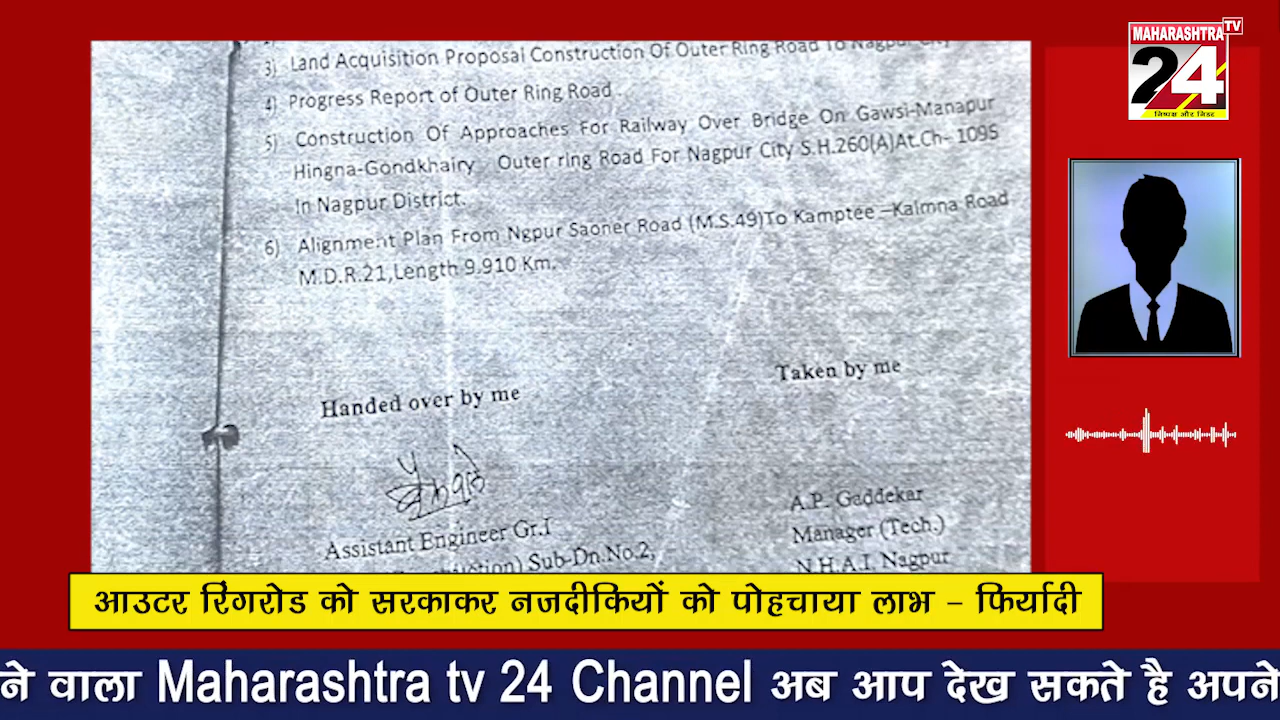 MAHARASHTRA TV
24
निष्पक्ष और निडर
3) Land Acquisition Proposal Construction Of Outer Ring Road To Nagpur City
4) Progress Report of Outer Ring Road.
5) Construction Of Approaches For Railway Over Bridge On Gawsi-Manapur
Hingna-Gondkhairy Outer ring Road For Nagpur City S.H.260(A)At.Ch- 1095
In Nagpur District.
6) Alignment Plan From Ngpur Saoner Road (M.S.49)To Kamptee –Kalmna Road
M.D.R.21,Length 9.910 Km.
Handed over by me
Taken by me
Assistant Engineer Gr.I
Sub-Dn.No.2,
A.P. Gaddekar
Manager (Tech.)
N.H.A.I. Nagpur
आउटर रिंगरोड को सरकाकर नजदीकियों को पोहचाया लाभ – फिर्यादी
ने वाला Maharashtra tv 24 Channel अब आप देख सकते है अपने